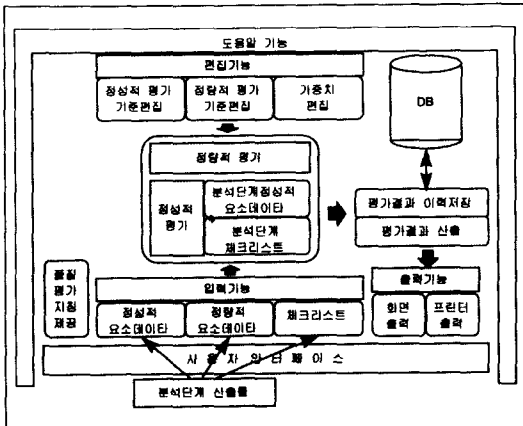 도움말 기능
편집기능
정성적 평가
기준편집
정량적 평가
기준편집
가중치
편집
DB
정량적 평가
정성적
평가
분석단계정성적
요소데이타
분석단계
체크리스트
평가결과 이력저장
평가결과 산출
품질
평가
지침
제공
입력기능
정성적
요소데이타
정량적
요소데이타
체크리스트
출력기능
화면
출력
프린터
출력
사용자 인터페이스
분석단계 산출물